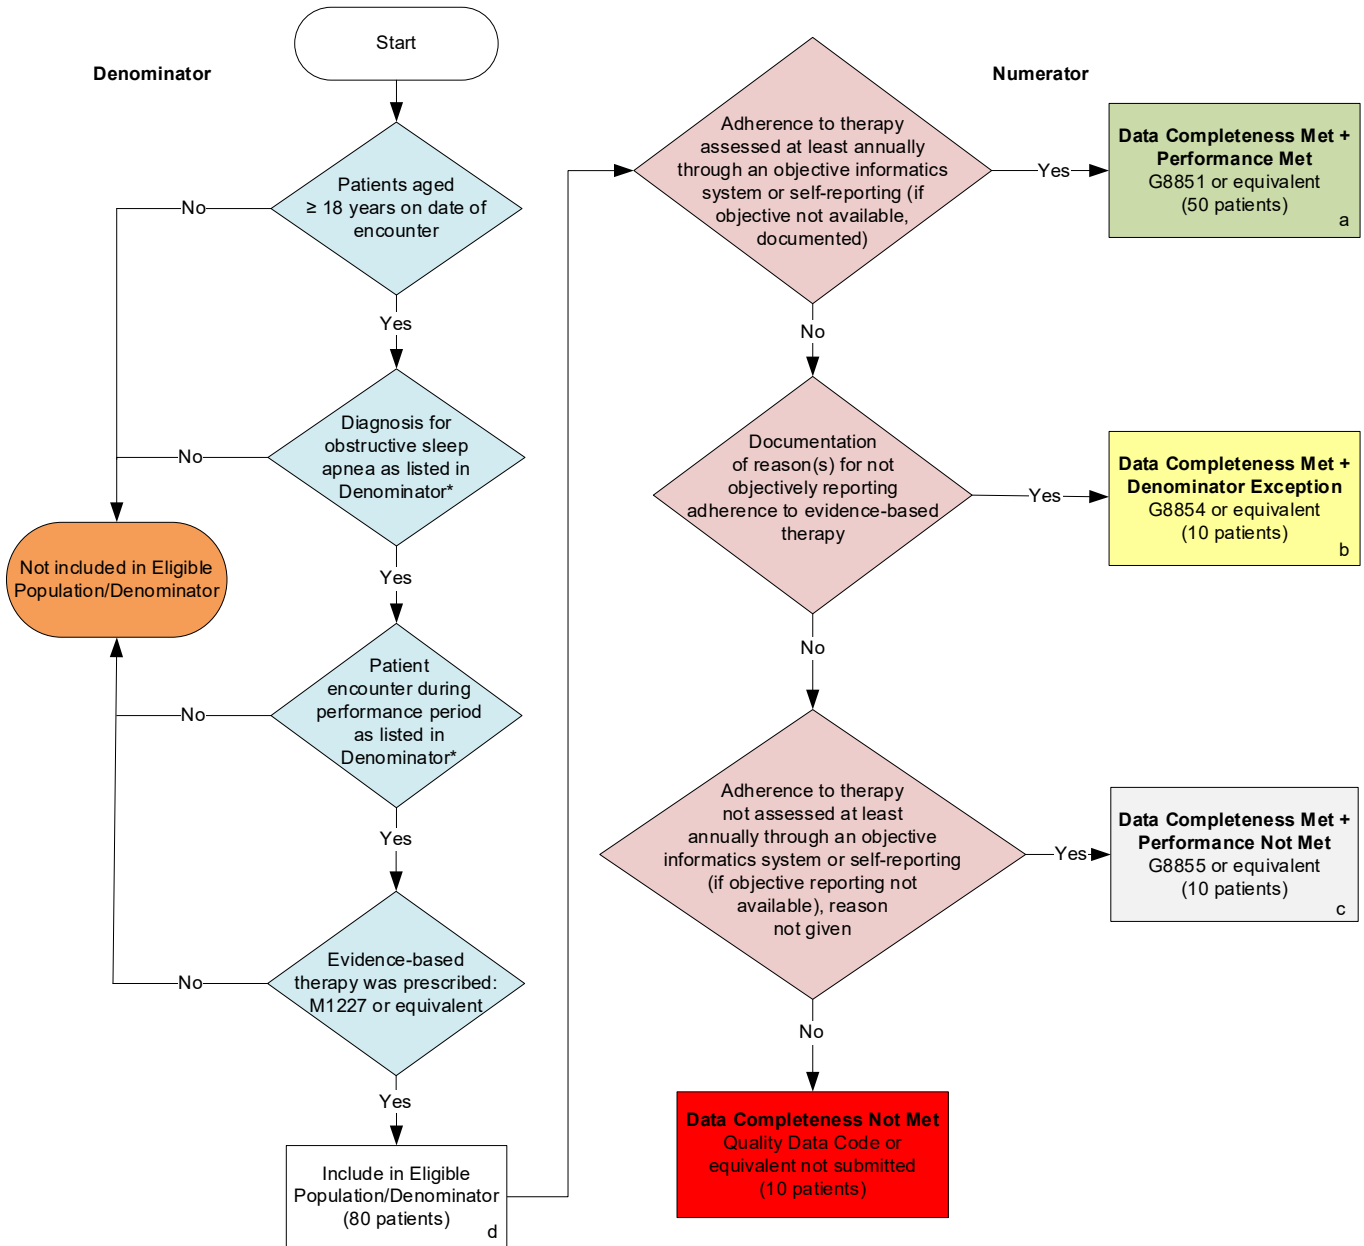 Start
Denominator
Numerator
Patients aged
≥ 18 years on date of
encounter
No
Yes
Diagnosis for
obstructive sleep
apnea as listed in
Denominator*
No
Yes
Not included in Eligible
Population/Denominator
Patient
encounter during
performance period
as listed in
Denominator*
No
Yes
Evidence-based
therapy was prescribed:
M1227 or equivalent
No
Yes
Include in Eligible
Population/Denominator
(80 patients)
d
Adherence to therapy
assessed at least annually
through an objective informatics
system or self-reporting (if
objective not available,
documented)
Yes
Data Completeness Met +
Performance Met
G8851 or equivalent
(50 patients)
a
No
Documentation
of reason(s) for not
objectively reporting
adherence to evidence-based
therapy
Yes
Data Completeness Met +
Denominator Exception
G8854 or equivalent
(10 patients)
b
No
Adherence to therapy
not assessed at least
annually through an objective
informatics system or self-reporting
(if objective reporting not
available), reason
not given
Yes
Data Completeness Met +
Performance Not Met
G8855 or equivalent
(10 patients)
c
No
Data Completeness Not Met
Quality Data Code or
equivalent not submitted
(10 patients)